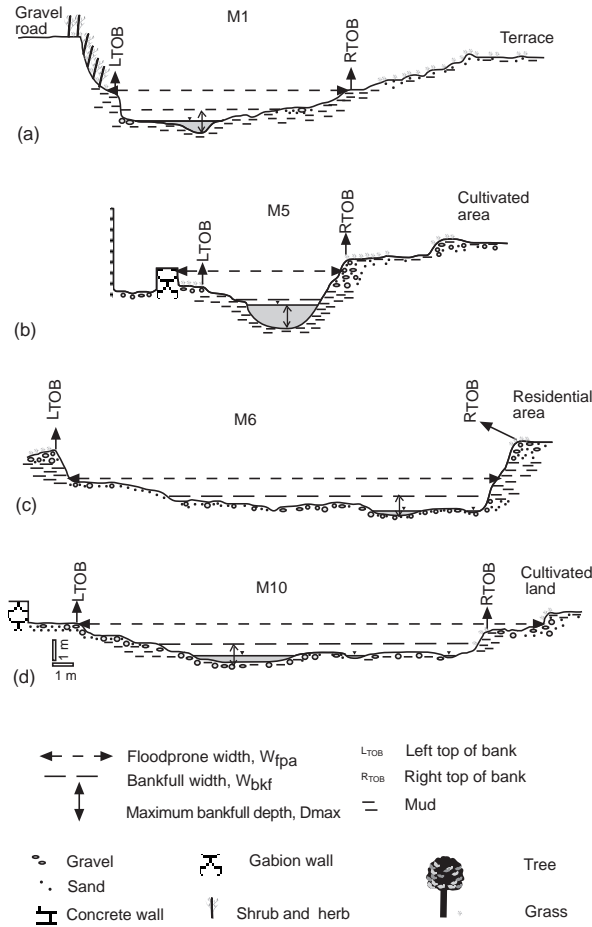 Gravel road
M1
LTOB
RTOB
Terrace
(a)
M5
LTOB
RTOB
Cultivated area
(b)
LTOB
M6
RTOB
Residential area
(c)
LTOB
M10
RTOB
Cultivated land
1 m
1 m
(d)
Floodprone width, Wfpa
LTOB Left top of bank
Bankfull width, Wbkf
RTOB Right top of bank
Maximum bankfull depth, Dmax
Mud
Gravel
Gabion wall
Tree
Sand
Concrete wall
Shrub and herb
Grass